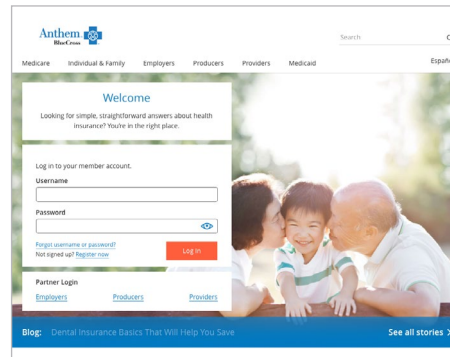 Anthem
BlueCross
Search
Medicare Individual & Family Employers Producers Providers Medicaid
Españo
Welcome
Looking for simple, straightforward answers about health
insurance? You're in the right place.
Log in to your member account.
Username
Password
Forgot username or password?
Not signed up? Register now
Log In
Partner Login
Employers Producers Providers
Blog: Dental Insurance Basics That Will Help You Save
See all stories